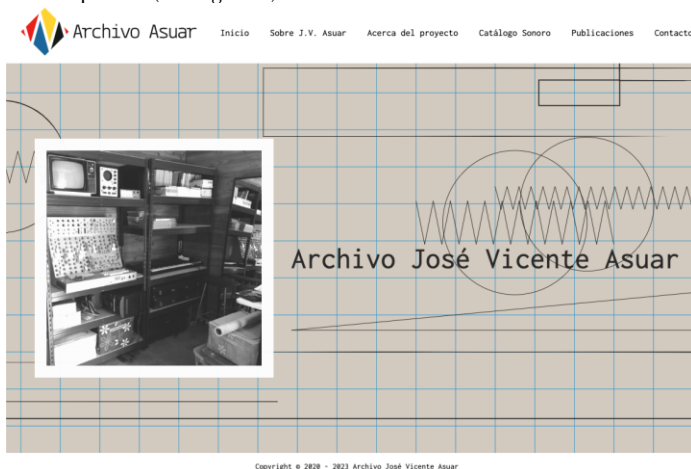 Archivo Asuar
Inicio Sobre J.V. Asuar Acerca del proyecto Catálogo Sonoro Publicaciones Contacto
Archivo José Vicente Asuar
Copyright © 2020 - 2023 Archivo José Vicente Asuar